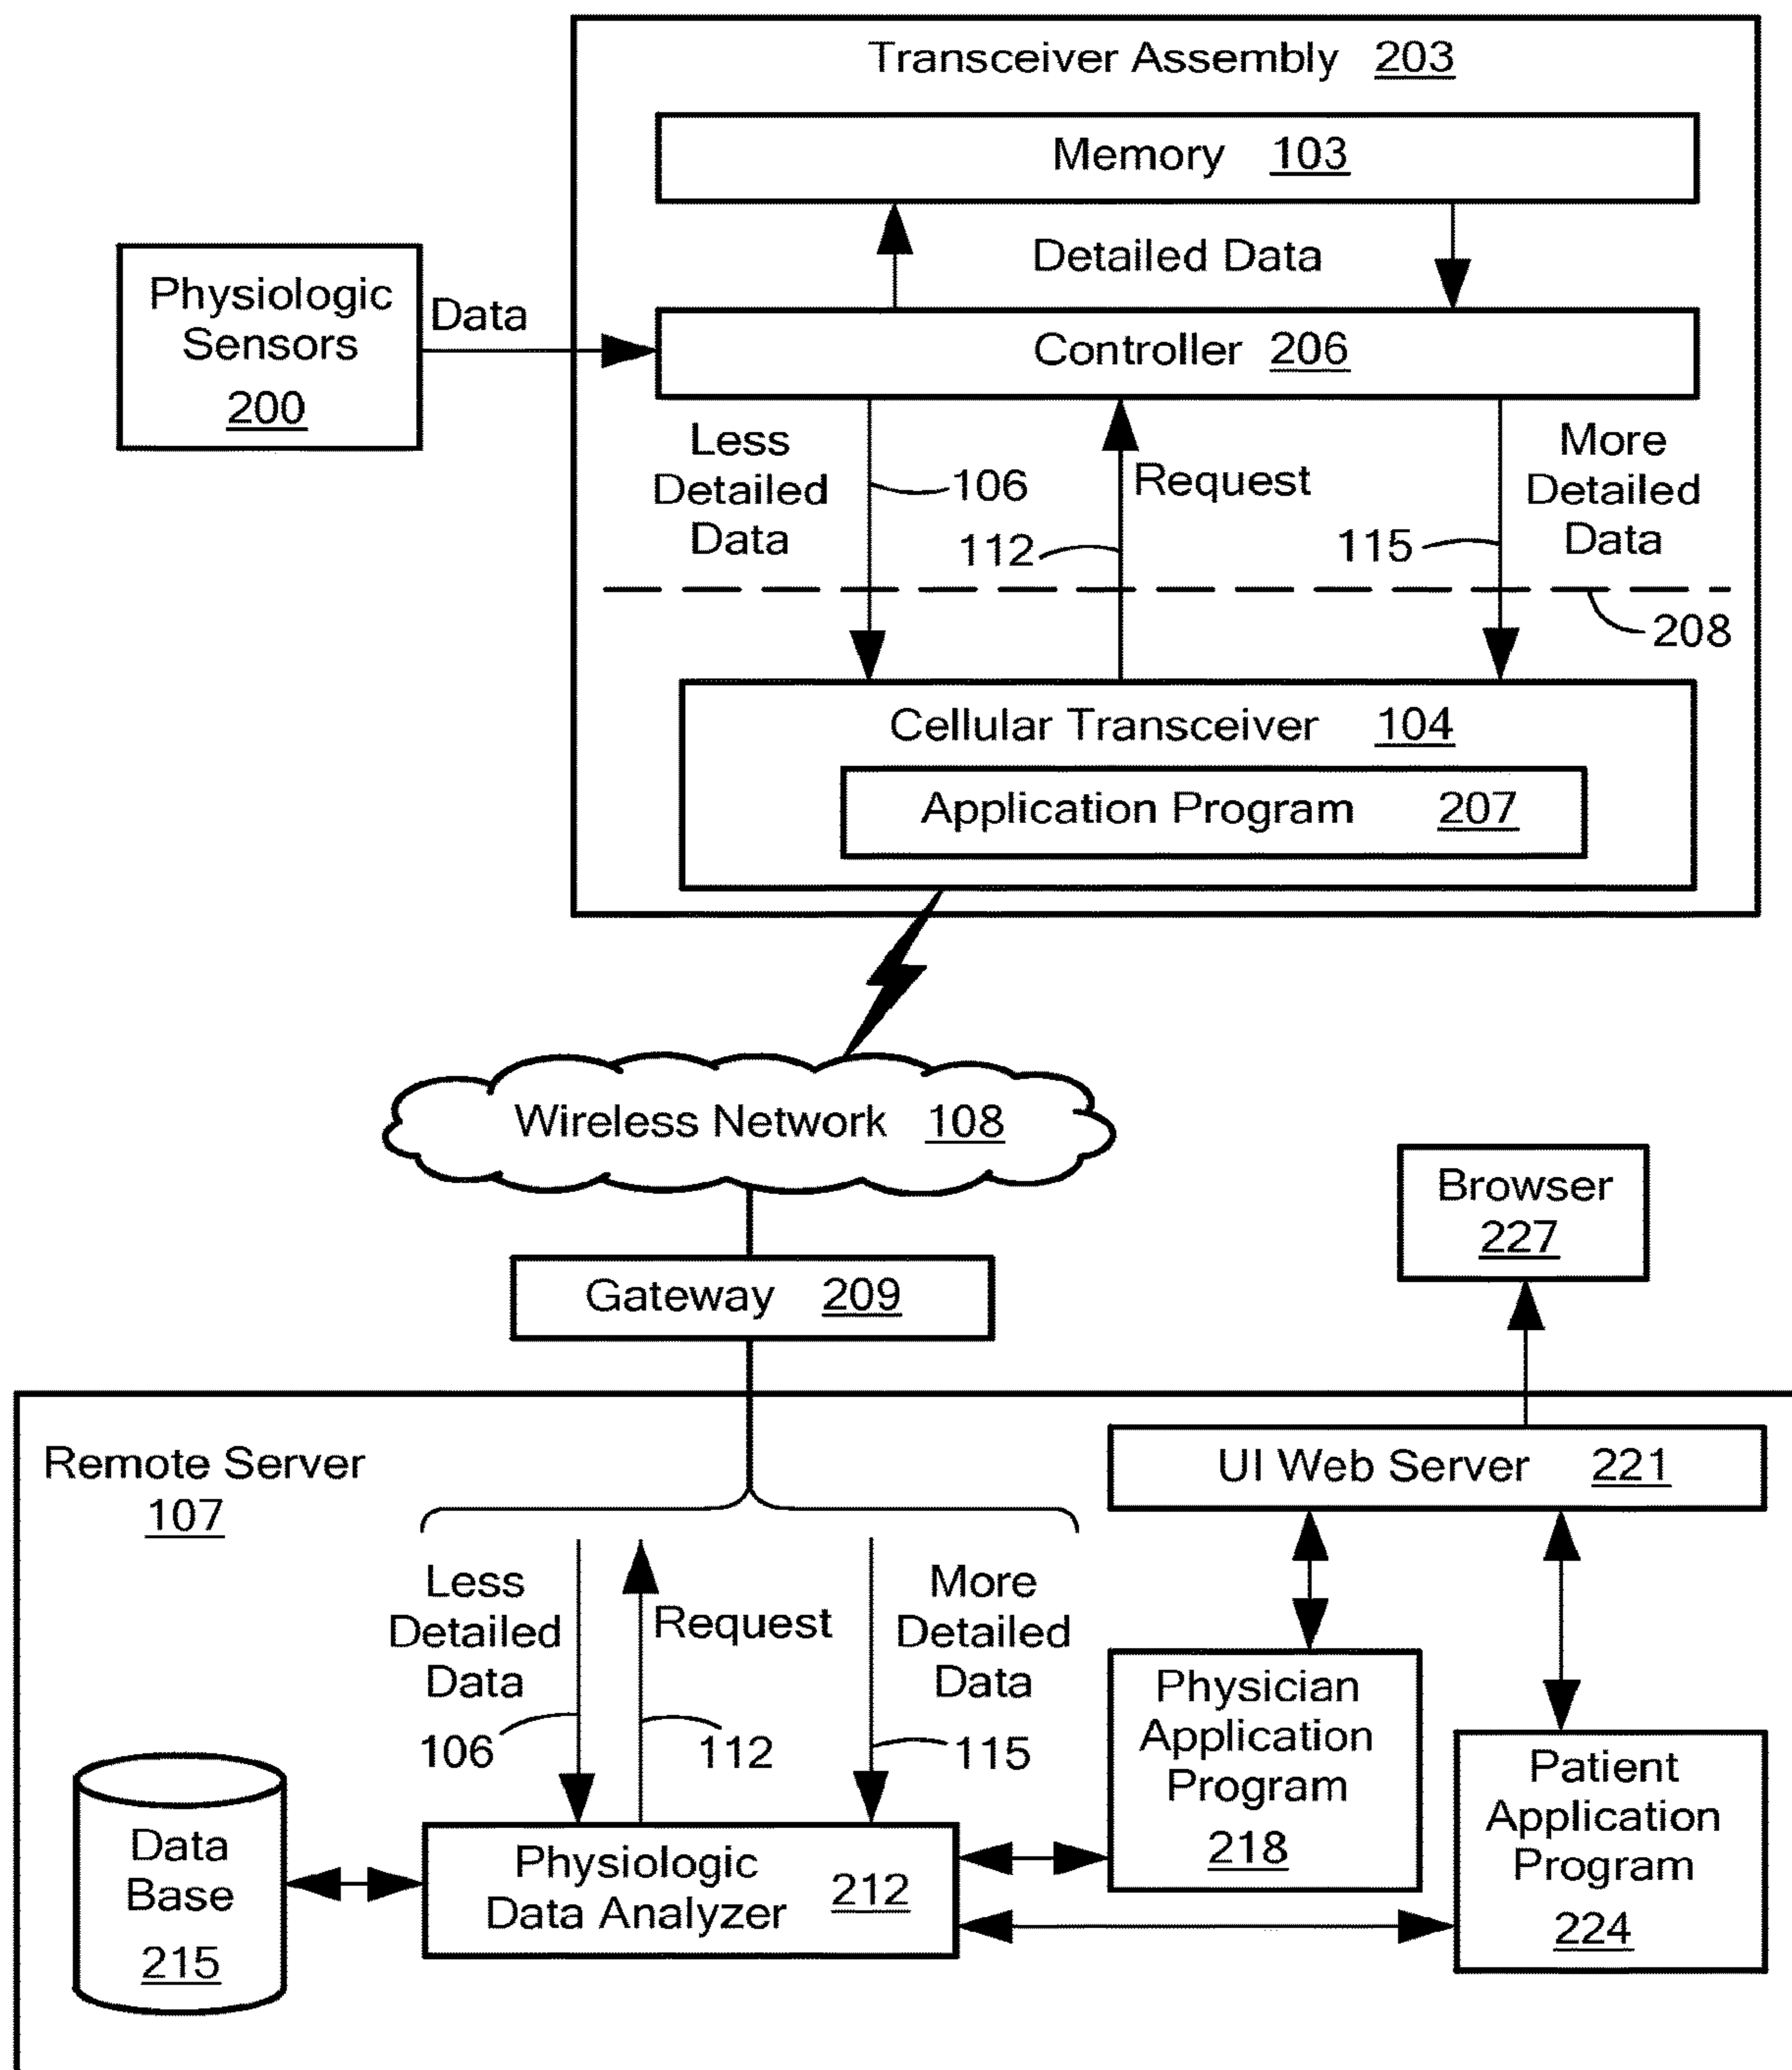 Transceiver Assembly 203
Memory 103
Detailed Data
Physiologic
Sensors
200
Data
Controller 206
Less
Detailed
Data
106
Request
112
More
Detailed
Data
115
208
Cellular Transceiver 104
Application Program 207
Wireless Network 108
Browser
227
Gateway 209
Remote Server
107
UI Web Server 221
Less
Detailed
Data
106
Request
112
More
Detailed
Data
115
Physician
Application
Program
218
Patient
Application
Program
224
Data
Base
215
Physiologic
Data Analyzer 212